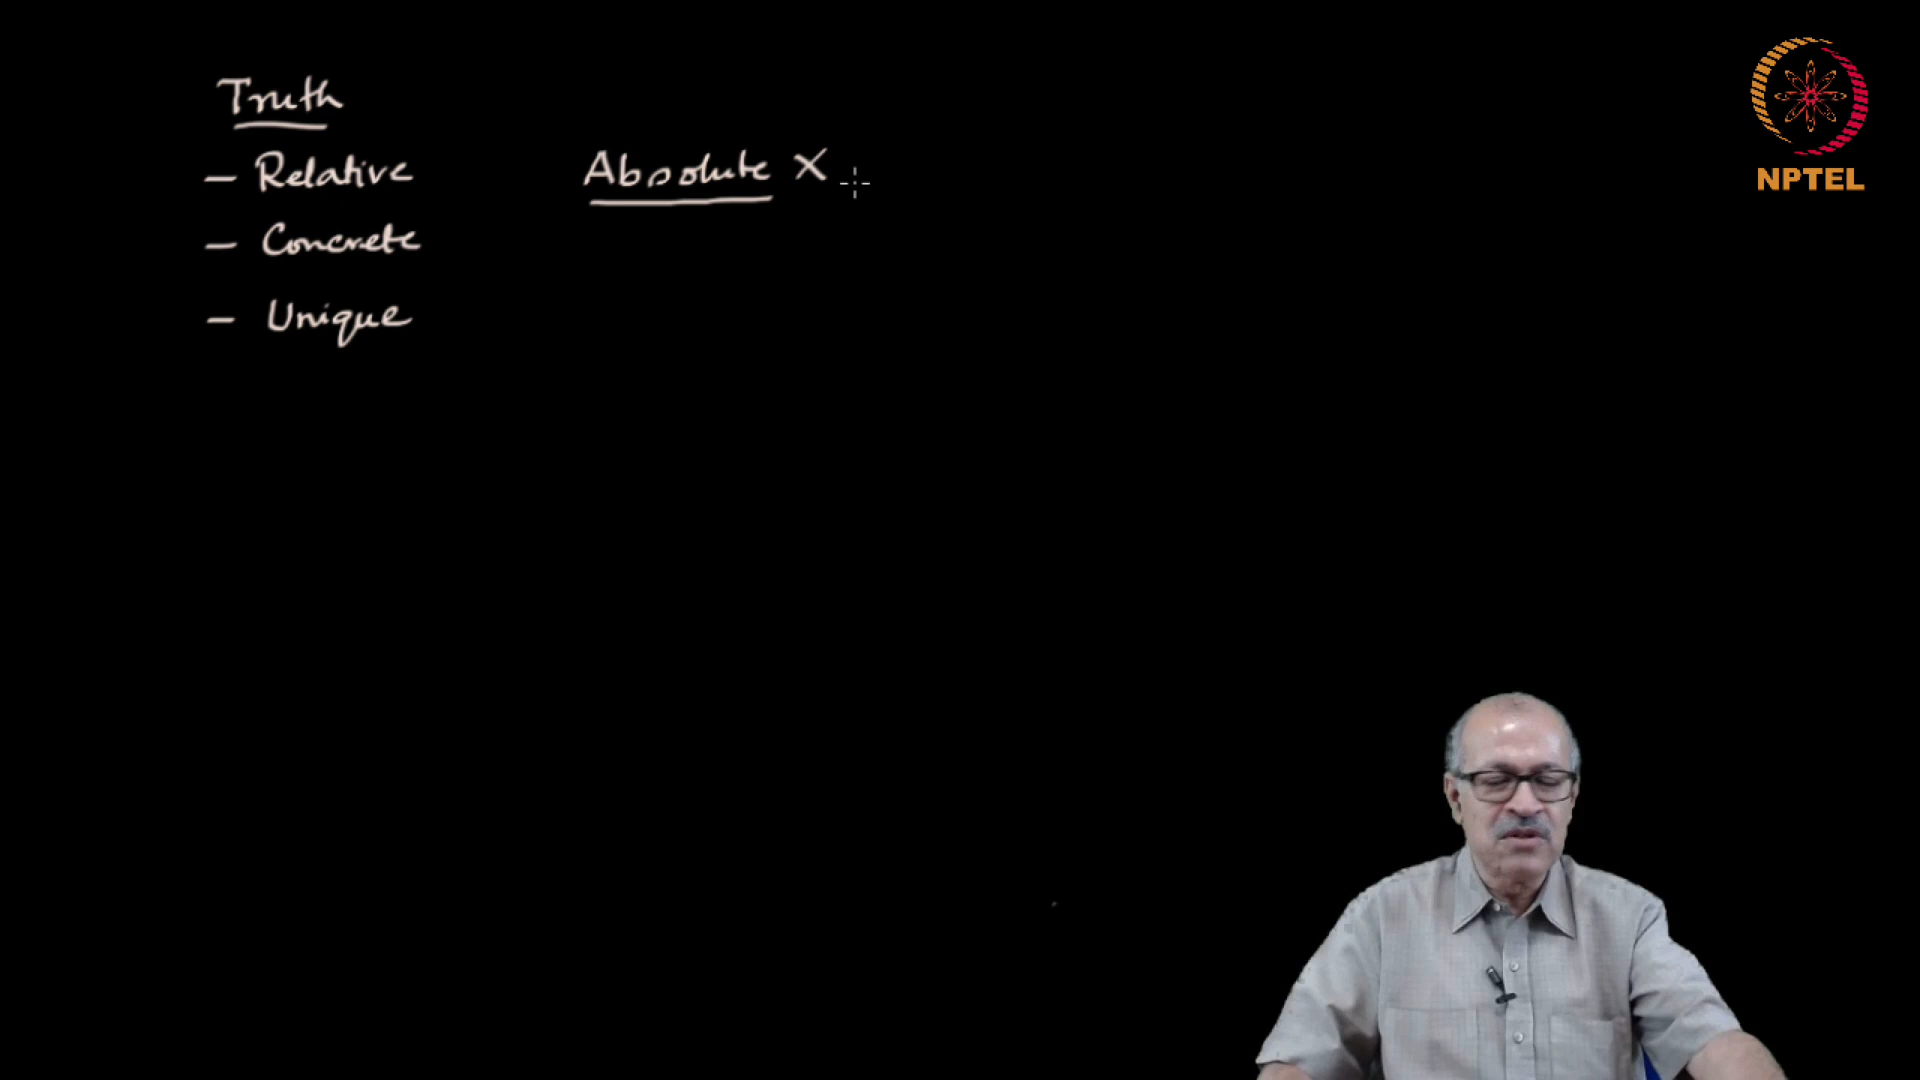 Truth
- Relative Absolute X
- Concrete
- Unique
NPTEL